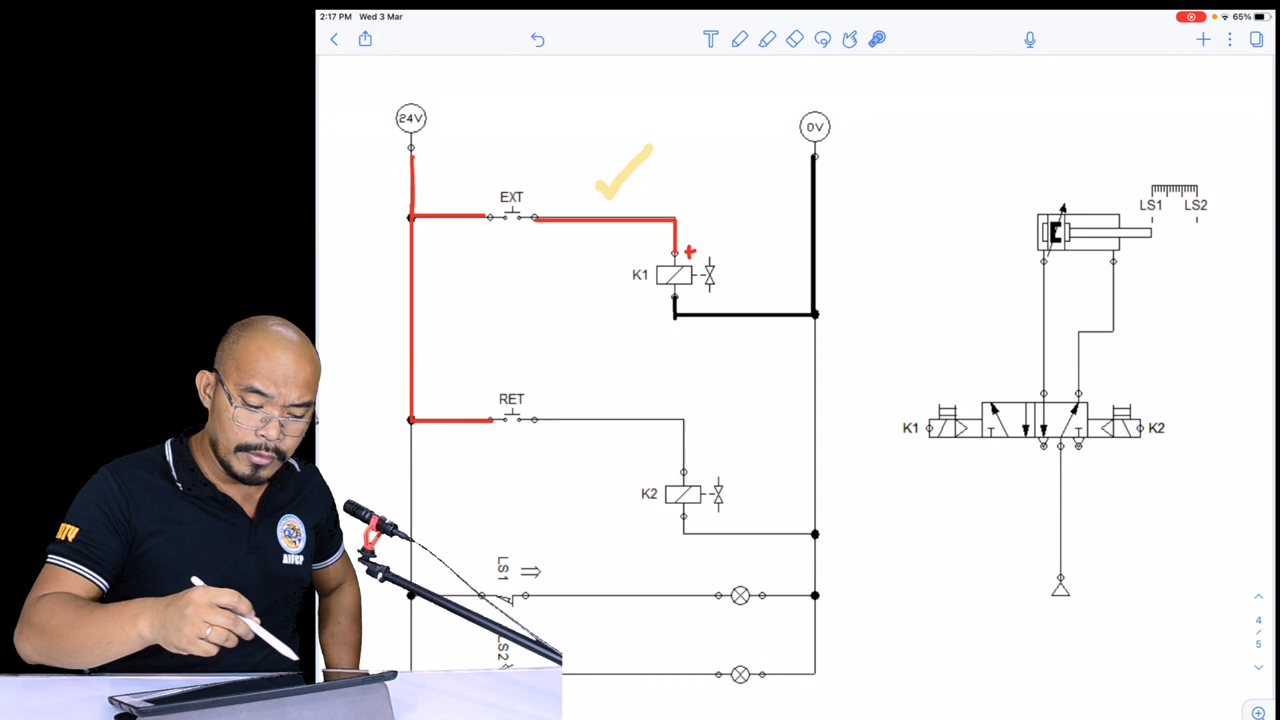 2:17 PM Wed 3 Mar
65%
24V
0V
EXT
LS1 LS2
+
K1
RET
K1 K2
K2
LS1
LS2
4
/
5
AIFCP